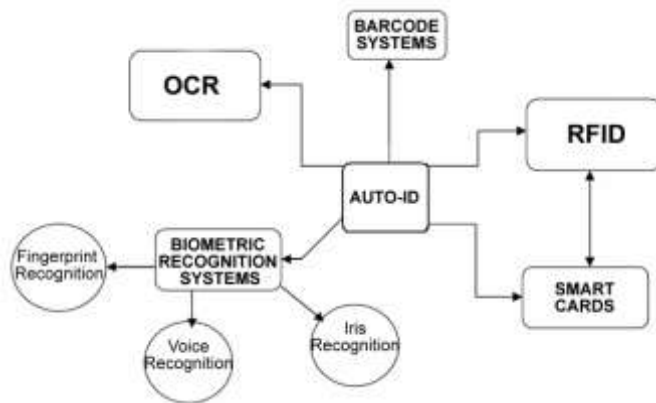 BARCODE
SYSTEMS
OCR
RFID
AUTO-ID
BIOMETRIC
RECOGNITION
SYSTEMS
Fingerprint
Recognition
SMART
CARDS
Iris
Recognition
Voice
Recognition